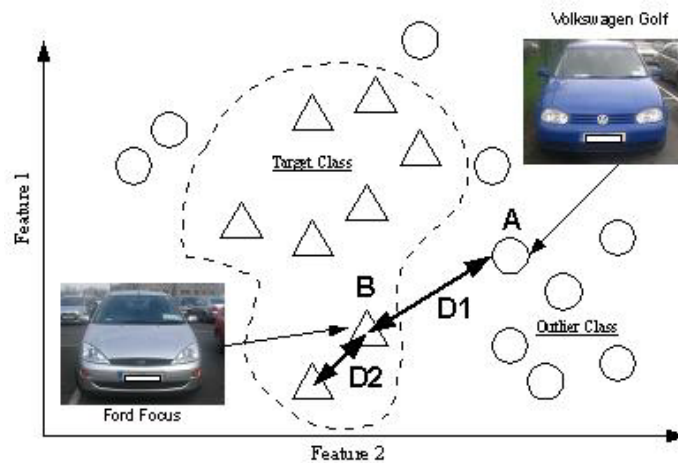 Volkswagen Golf
Target Class
A
Feature 1
B
D1
Outlier Class
D2
Ford Focus
Feature 2